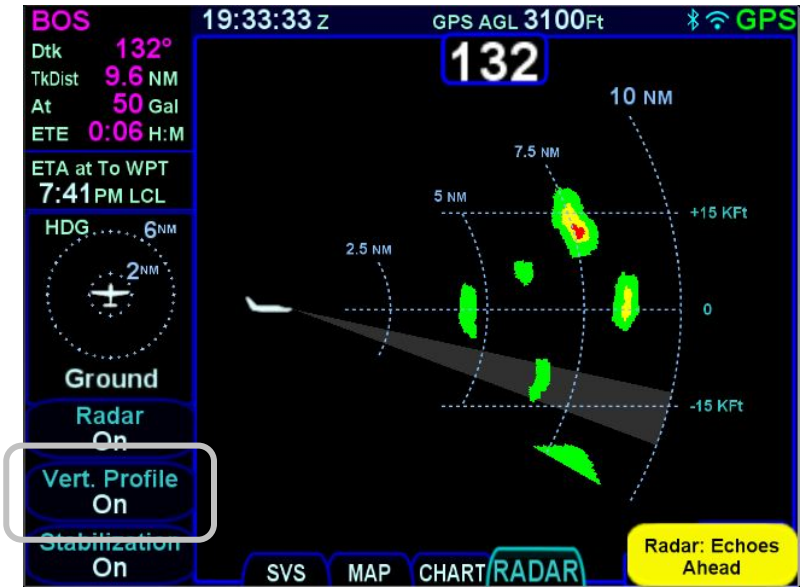 BOS
Dtk 132°
TkDist 9.6 NM
At 50 Gal
ETE 0:06 H:M
ETA at To WPT
7:41 PM LCL
HDG
6NM
2NM
Ground
Radar
On
Vert. Profile
On
Stabilization
On
19:33:33 Z
GPS AGL 3100Ft
GPS
132
10 NM
7.5 NM
5 NM
2.5 NM
+15 KFt
0
-15 KFt
SVS
MAP
CHART
RADAR
Radar: Echoes
Ahead